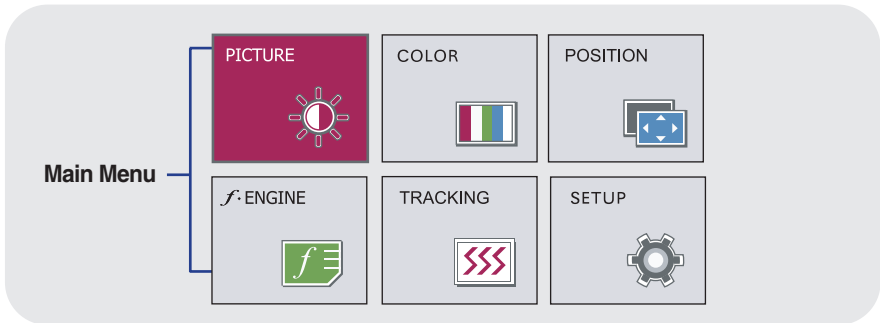 PICTURE
COLOR
POSITION
Main Menu
f·ENGINE
TRACKING
SETUP
f